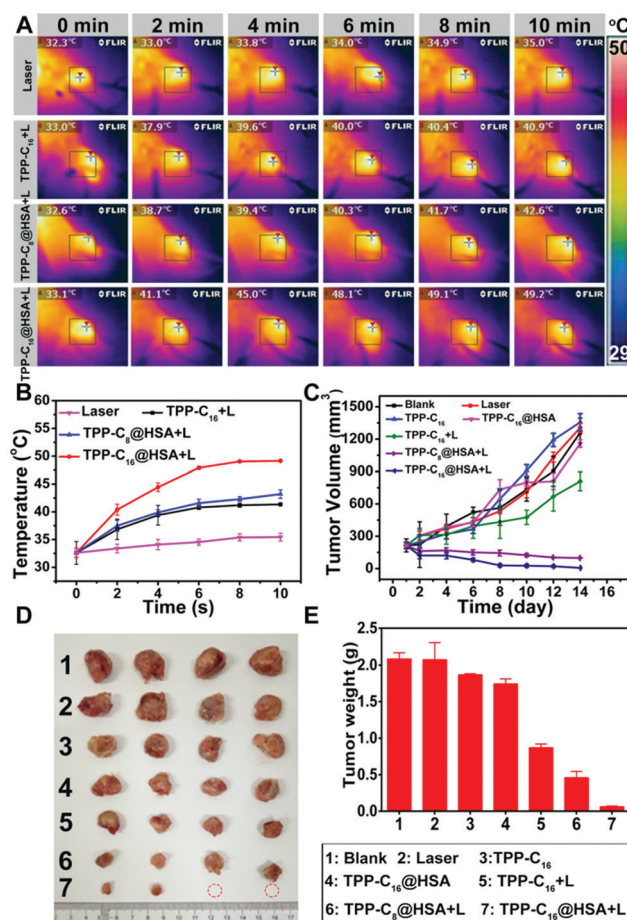 A 0 min 2 min 4 min 6 min 8 min 10 min °C
50
29
Laser
32.3°C FLIR 33.0°C FLIR 33.8°C FLIR 34.0°C FLIR 34.9°C FLIR 35.0°C FLIR
TPP-C16+L
33.0°C FLIR 37.9°C FLIR 39.6°C FLIR 40.0°C FLIR 40.4°C FLIR 40.9°C FLIR
TPP-C8@HSA+L
32.6°C FLIR 38.7°C FLIR 39.4°C FLIR 40.3°C FLIR 41.7°C FLIR 42.6°C FLIR
TPP-C16@HSA+L
33.1°C FLIR 41.1°C FLIR 45.0°C FLIR 48.1°C FLIR 49.1°C FLIR 49.2°C FLIR
B
Laser TPP-C16+L
TPP-C8@HSA+L
TPP-C16@HSA+L
Temperature (°C)
60
55
50
45
40
35
30
0 2 4 6 8 10
Time (s)
C
Blank Laser
TPP-C16 TPP-C16@HSA
TPP-C16+L
TPP-C8@HSA+L
TPP-C16@HSA+L
Tumor Volume (mm3)
1500
1200
900
600
300
0
0 2 4 6 8 10 12 14 16
Time (day)
D
1
2
3
4
5
6
7
E
Tumor weight (g)
2.5
2.0
1.5
1.0
0.5
0.0
1 2 3 4 5 6 7
1: Blank 2: Laser 3:TPP-C16
4: TPP-C16@HSA 5: TPP-C16+L
6: TPP-C8@HSA+L 7: TPP-C16@HSA+L